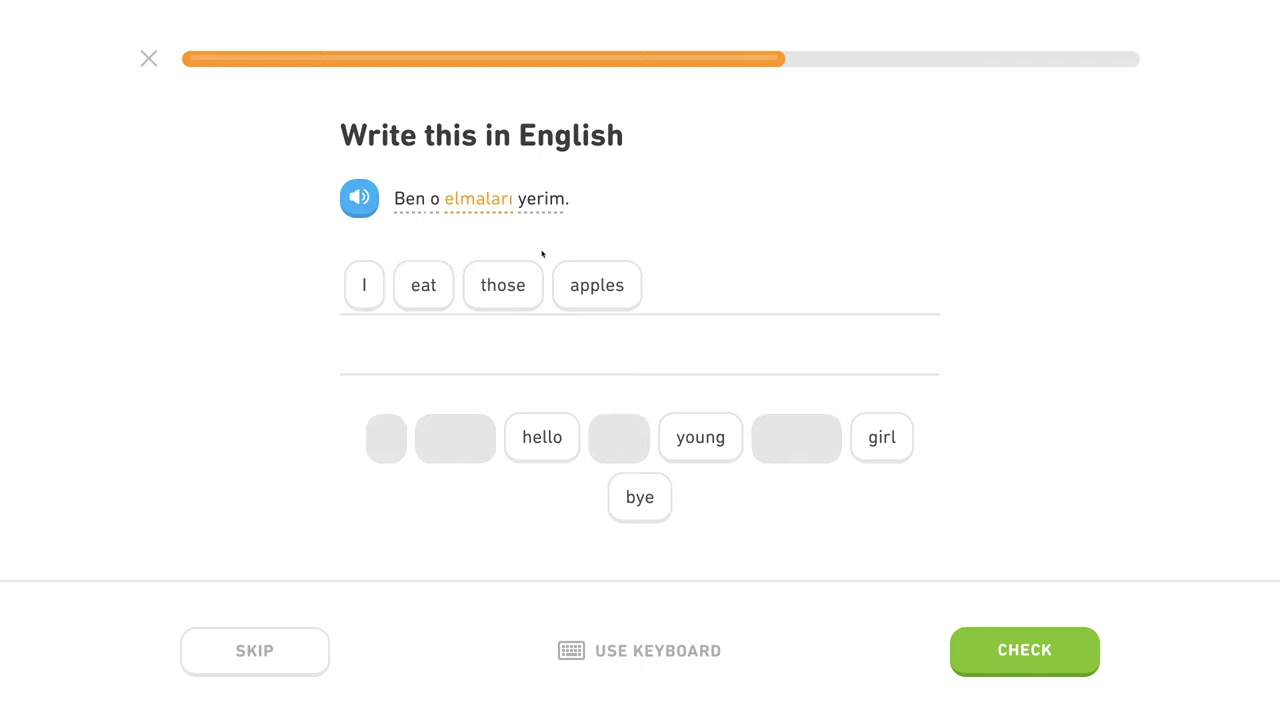 Write this in English
Ben o elmaları yerim.
I eat those apples
hello young girl
bye
SKIP USE KEYBOARD CHECK